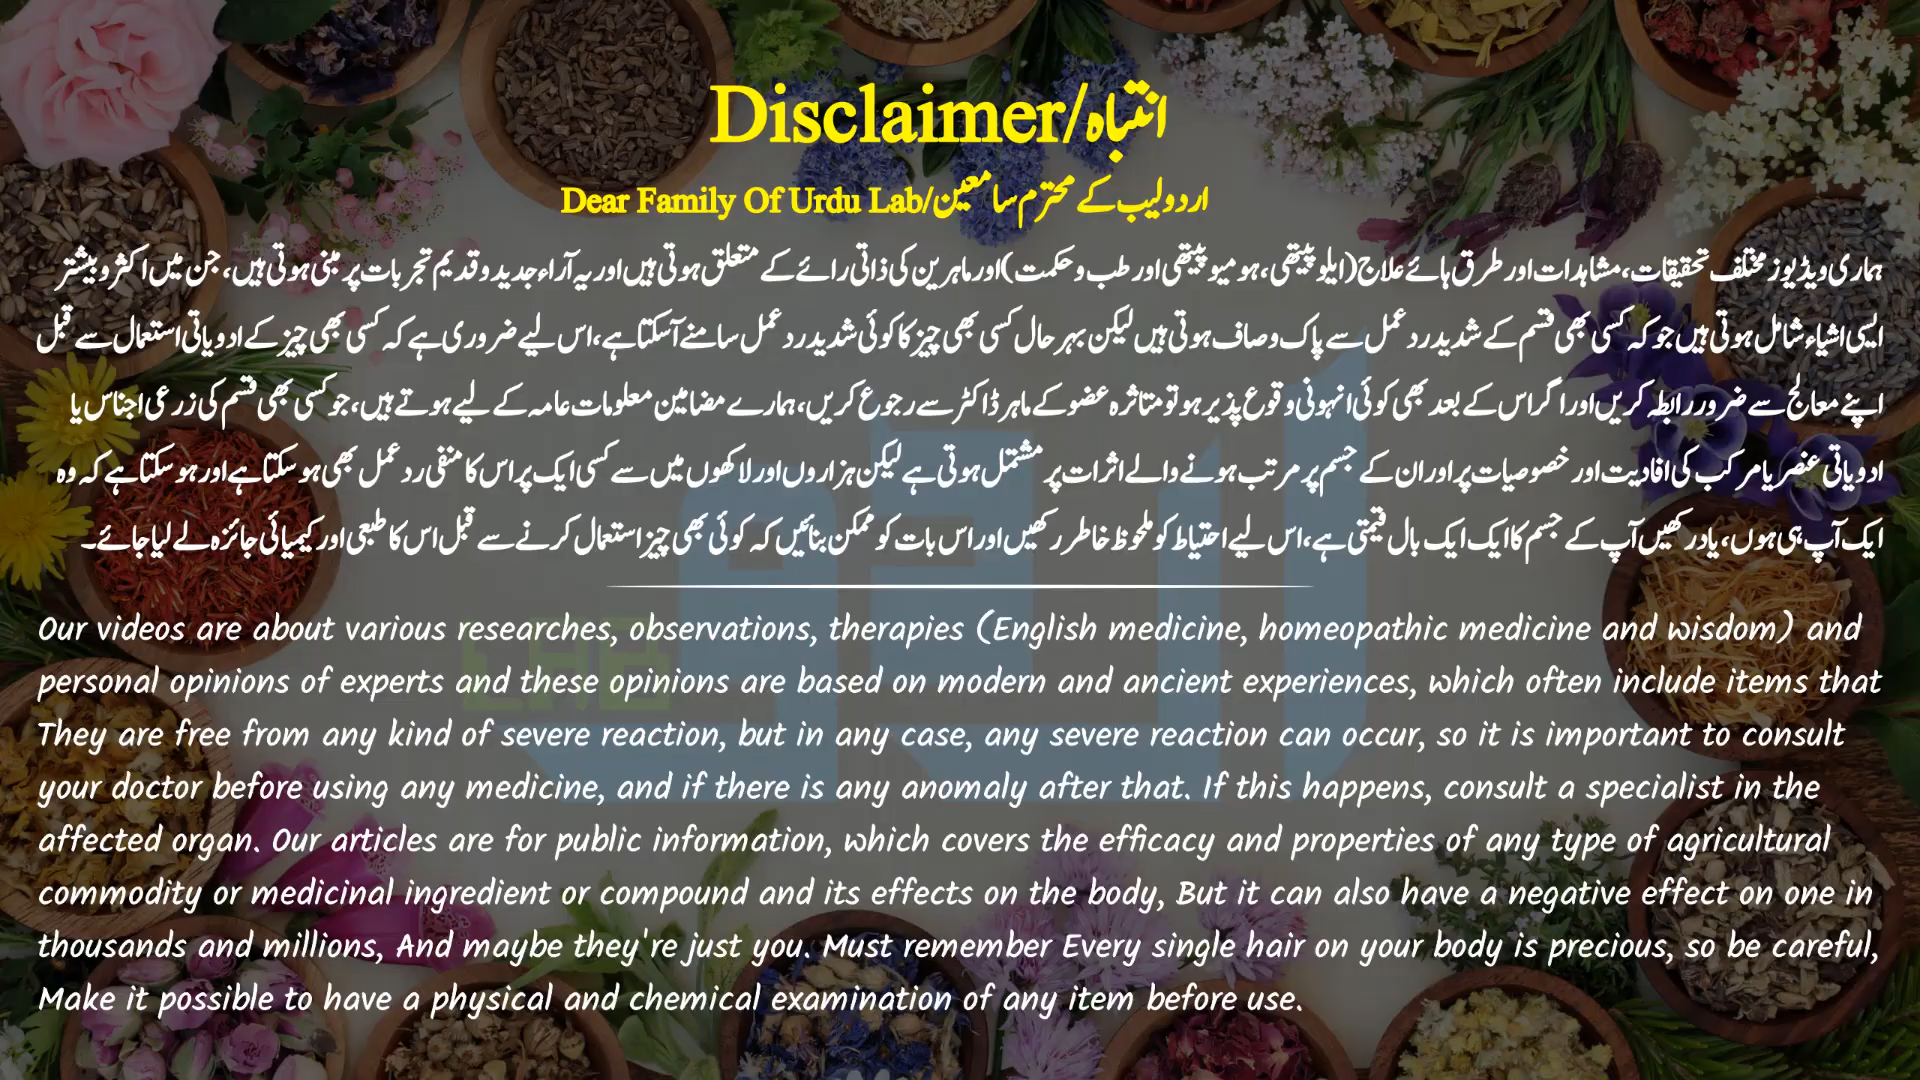 Disclaimer/انتباہ
Dear Family Of Urdu Lab/اردو لیب کے محترم سامعین
ہماری ویڈیوز مختلف تحقیقات، مشاہدات اور طرق ہائے علاج (ایلوپیتھی، ہومیوپیتھی اور طب و حکمت) اور ماہرین کی ذاتی رائے کے متعلق ہوتی ہیں اور یہ آراء جدید و قدیم تجربات پر مبنی ہوتی ہیں، جن میں اکثر و بیشتر
ایسی اشیاء شامل ہوتی ہیں جو کہ کسی بھی قسم کے شدید رد عمل سے پاک و صاف ہوتی ہیں لیکن بہر حال کسی بھی چیز کا کوئی شدید رد عمل سامنے آ سکتا ہے، اس لیے ضروری ہے کہ کسی بھی چیز کے ادویاتی استعمال سے قبل
اپنے معالج سے ضرور رابطہ کریں اور اگر اس کے بعد بھی کوئی انہونی وقوع پذیر ہو تو متاثرہ عضو کے ماہر ڈاکٹر سے رجوع کریں، ہمارے مضامین معلومات عامہ کے لیے ہوتے ہیں، جو کسی بھی قسم کی زرعی اجناس یا
ادویاتی عنصر یا مرکب کی افادیت اور خصوصیات پر اور ان کے جسم پر مرتب ہونے والے اثرات پر مشتمل ہوتی ہے لیکن ہزاروں اور لاکھوں میں سے کسی ایک پر اس کا منفی رد عمل بھی ہو سکتا ہے اور ہو سکتا ہے کہ وہ
ایک آپ ہی ہوں، یاد رکھیں آپ کے جسم کا ایک ایک بال قیمتی ہے، اس لیے احتیاط کو ملحوظ خاطر رکھیں اور اس بات کو ممکن بنائیں کہ کوئی بھی چیز استعمال کرنے سے قبل اس کا طبعی اور کیمیائی جائزہ لے لیا جائے۔
Our videos are about various researches, observations, therapies (English medicine, homeopathic medicine and wisdom) and
personal opinions of experts and these opinions are based on modern and ancient experiences, which often include items that
They are free from any kind of severe reaction, but in any case, any severe reaction can occur, so it is important to consult
your doctor before using any medicine, and if there is any anomaly after that. If this happens, consult a specialist in the
affected organ. Our articles are for public information, which covers the efficacy and properties of any type of agricultural
commodity or medicinal ingredient or compound and its effects on the body, But it can also have a negative effect on one in
thousands and millions, And maybe they're just you. Must remember Every single hair on your body is precious, so be careful,
Make it possible to have a physical and chemical examination of any item before use.
اردو
LAB